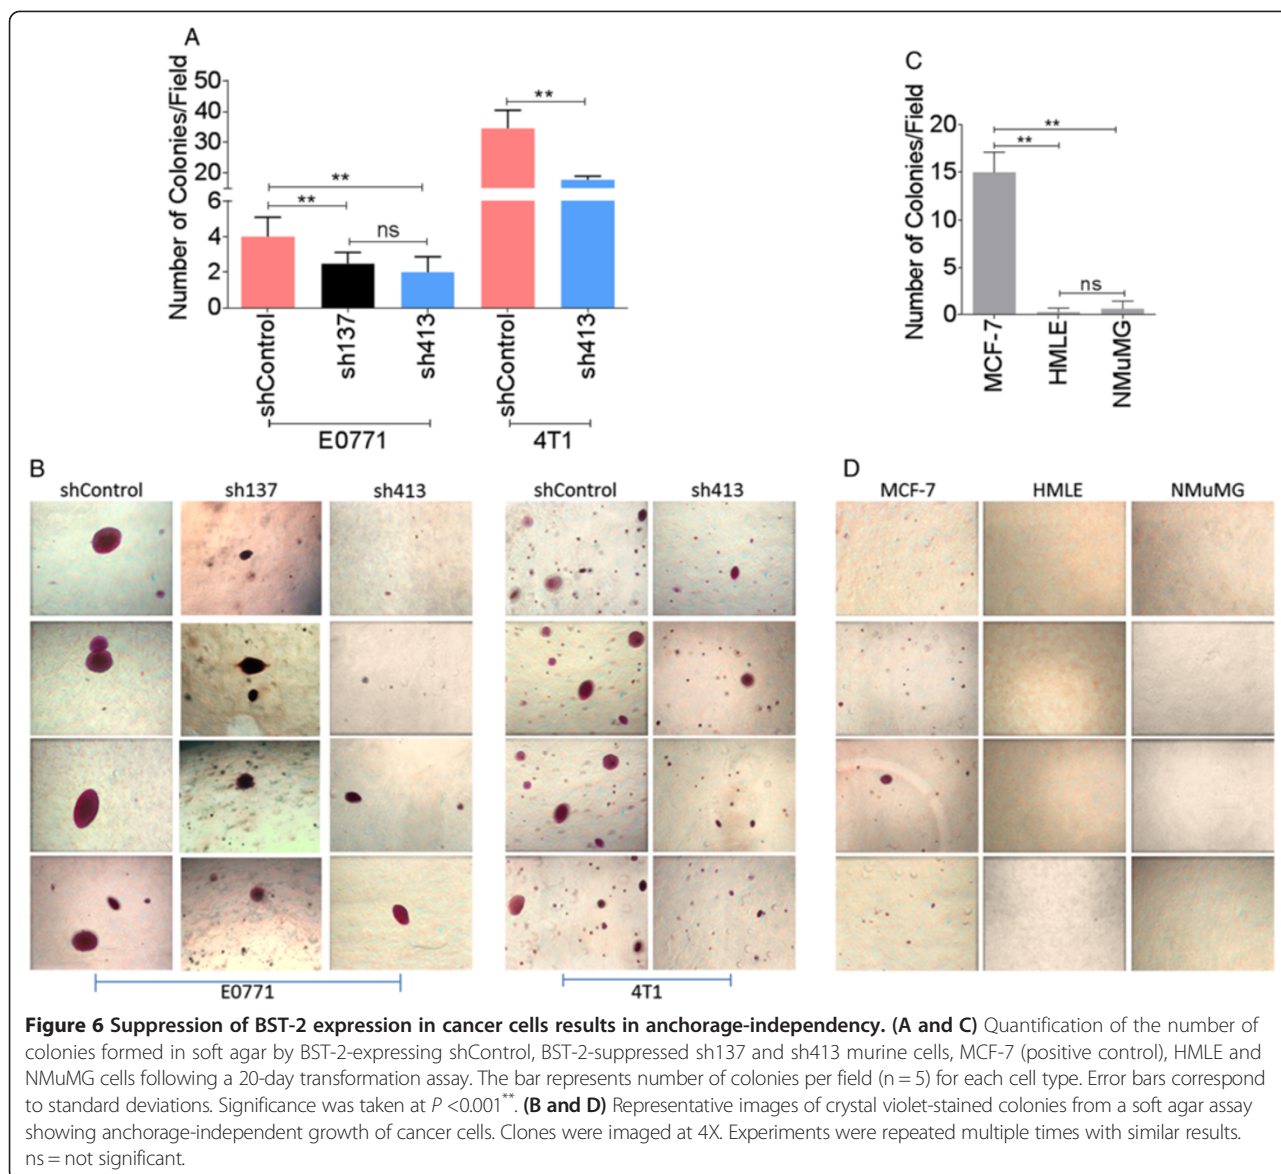 A
Number of Colonies/Field
50
40
30
20
6
4
2
0
**
**
ns
**
shControl
sh137
sh413
shControl
sh413
E0771
4T1
C
Number of Colonies/Field
20
15
10
5
0
**
**
ns
MCF-7
HMLE
NMuMG
B
shControl sh137 sh413 shControl sh413
E0771
4T1
D
MCF-7 HMLE NMuMG
Figure 6 Suppression of BST-2 expression in cancer cells results in anchorage-independency. (A and C) Quantification of the number of
colonies formed in soft agar by BST-2-expressing shControl, BST-2-suppressed sh137 and sh413 murine cells, MCF-7 (positive control), HMLE and
NMuMG cells following a 20-day transformation assay. The bar represents number of colonies per field (n = 5) for each cell type. Error bars correspond
to standard deviations. Significance was taken at P <0.001**. (B and D) Representative images of crystal violet-stained colonies from a soft agar assay
showing anchorage-independent growth of cancer cells. Clones were imaged at 4X. Experiments were repeated multiple times with similar results.
ns = not significant.